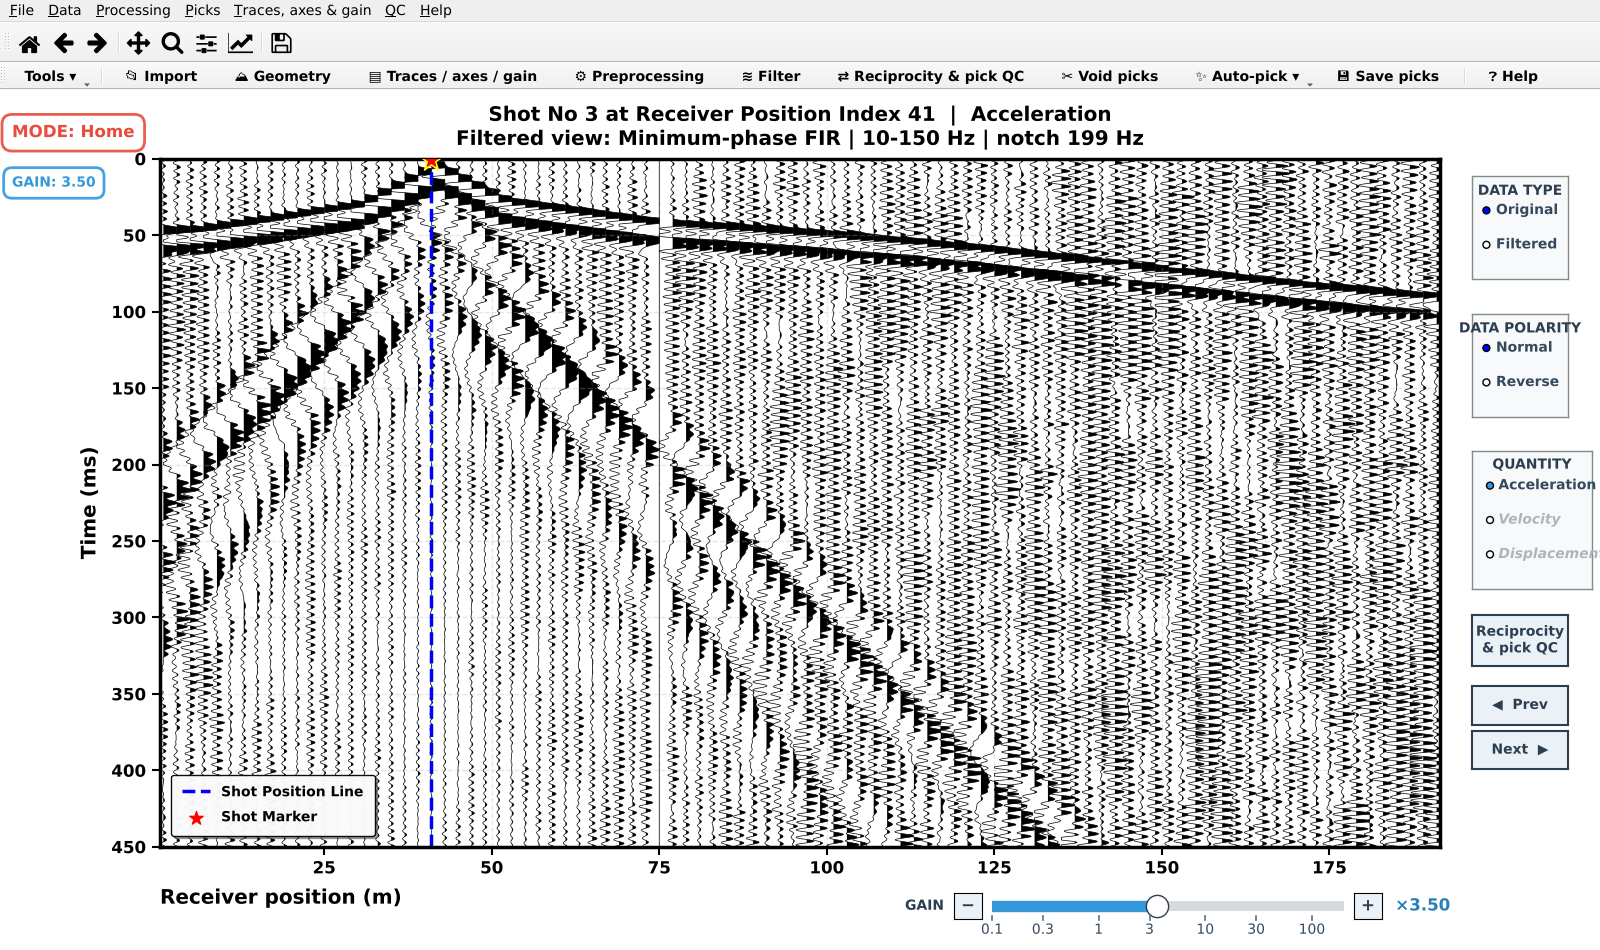 File Data Processing Picks Traces, axes & gain QC Help
Tools ▾ Import Geometry Traces / axes / gain Preprocessing Filter Reciprocity & pick QC Void picks Auto-pick ▾ Save picks ? Help
Shot No 3 at Receiver Position Index 41 | Acceleration
Filtered view: Minimum-phase FIR | 10-150 Hz | notch 199 Hz
MODE: Home
GAIN: 3.50
0
50
100
150
200
250
300
350
400
450
Time (ms)
25 50 75 100 125 150 175
Receiver position (m)
Shot Position Line
Shot Marker
DATA TYPE
Original
Filtered
DATA POLARITY
Normal
Reverse
QUANTITY
Acceleration
Velocity
Displacement
Reciprocity
& pick QC
◀ Prev
Next ▶
GAIN − + ×3.50
0.1 0.3 1 3 10 30 100